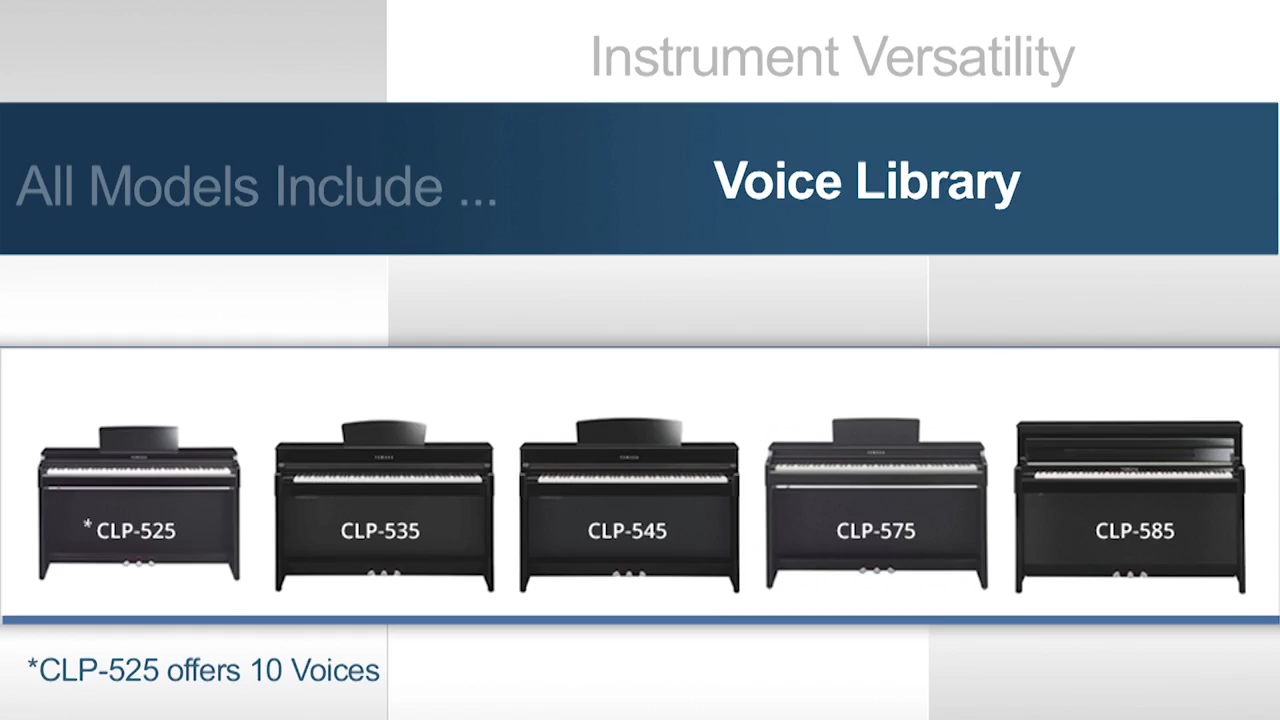 Instrument Versatility
All Models Include ...
Voice Library
* CLP-525
CLP-535
CLP-545
CLP-575
CLP-585
*CLP-525 offers 10 Voices